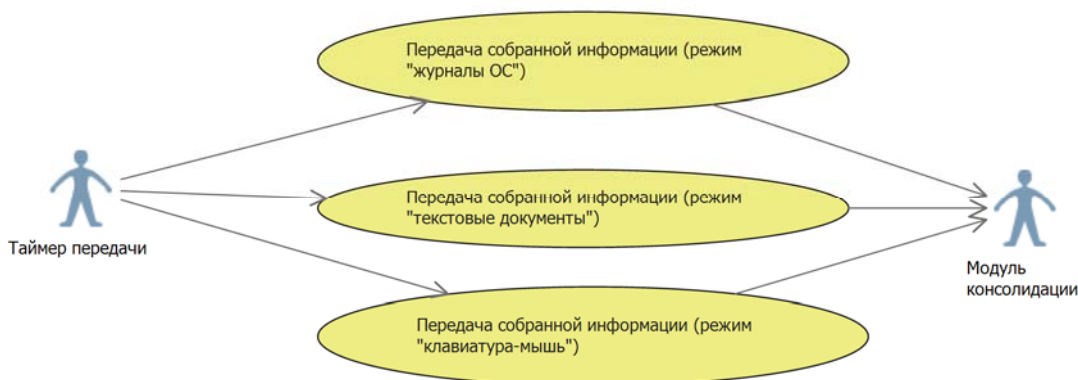 Передача собранной информации (режим
"журналы ОС")
Передача собранной информации (режим
"текстовые документы")
Таймер передачи
Модуль
консолидации
Передача собранной информации (режим
"клавиатура-мышь")